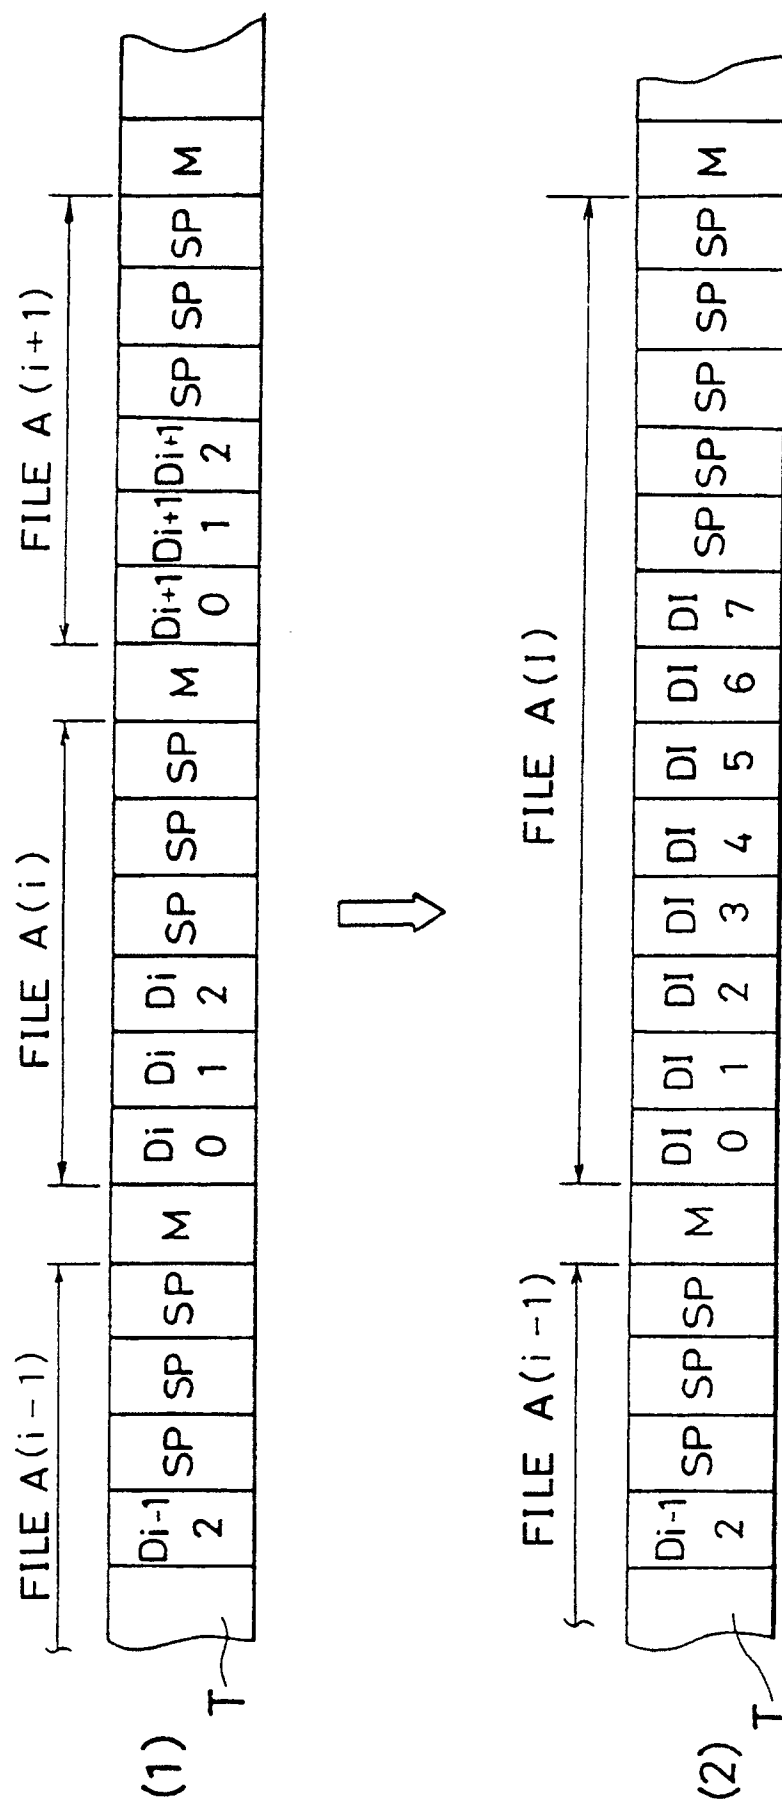 (1)
FILE A(i-1) FILE A(i) FILE A(i+1)
Di-1 SP SP SP M Di Di Di SP SP SP M Di+1 Di+1 Di+1 SP SP SP M
2 0 1 2 0 1 2
T
(2)
FILE A(i-1) FILE A(I)
Di-1 SP SP SP M DI DI DI DI DI DI DI DI SP SP SP SP SP M
2 0 1 2 3 4 5 6 7
T